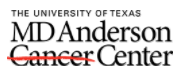 THE UNIVERSITY OF TEXAS
MD Anderson
Cancer Center